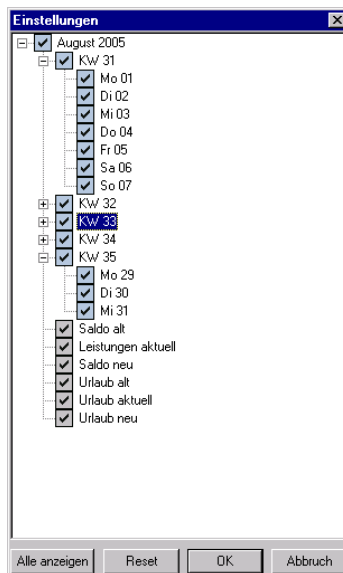 Einstellungen
August 2005
KW 31
Mo 01
Di 02
Mi 03
Do 04
Fr 05
Sa 06
So 07
KW 32
KW 33
KW 34
KW 35
Mo 29
Di 30
Mi 31
Saldo alt
Leistungen aktuell
Saldo neu
Urlaub alt
Urlaub aktuell
Urlaub neu
Alle anzeigen Reset OK Abbruch